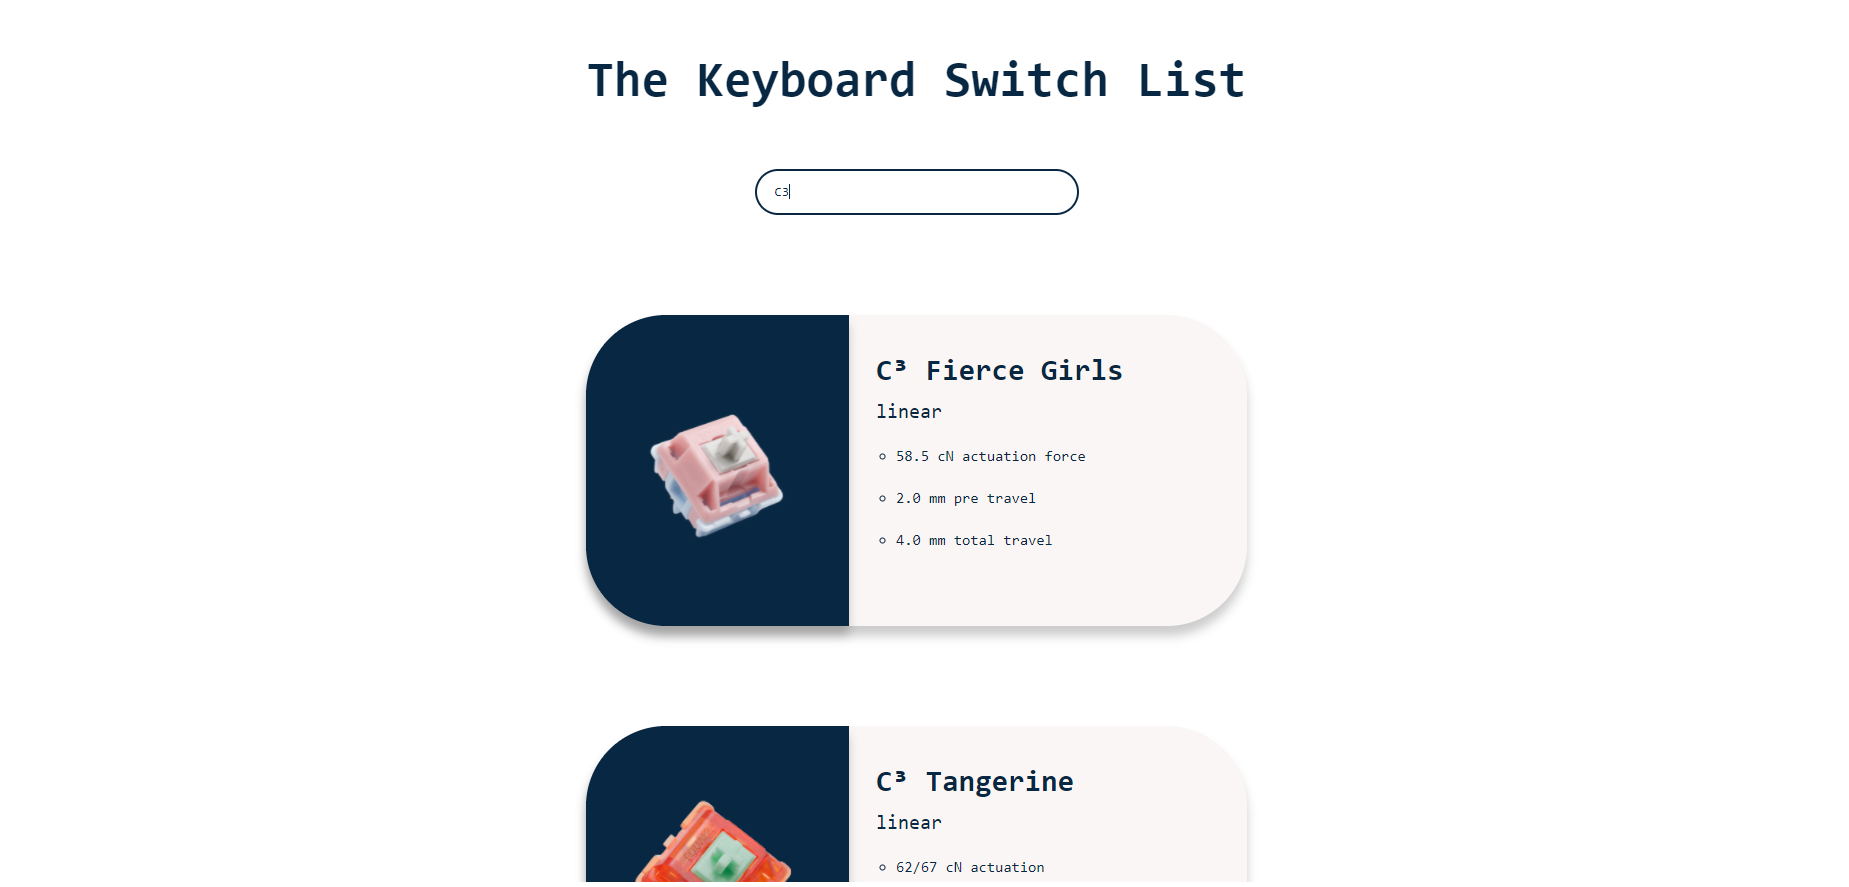 The Keyboard Switch List
C3
C³ Fierce Girls
linear
58.5 cN actuation force
2.0 mm pre travel
4.0 mm total travel
C³ Tangerine
linear
62/67 cN actuation